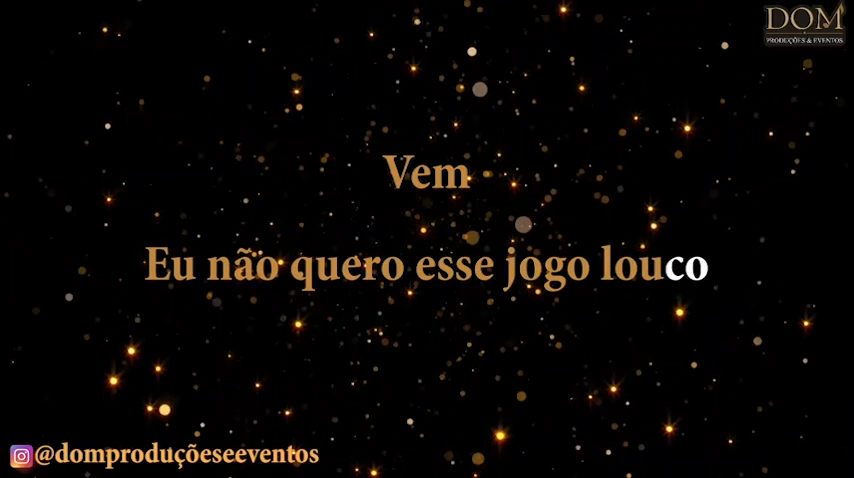 DOM
PRODUÇÕES & EVENTOS
Vem
Eu não quero esse jogo louco
@domproduçõeseeventos